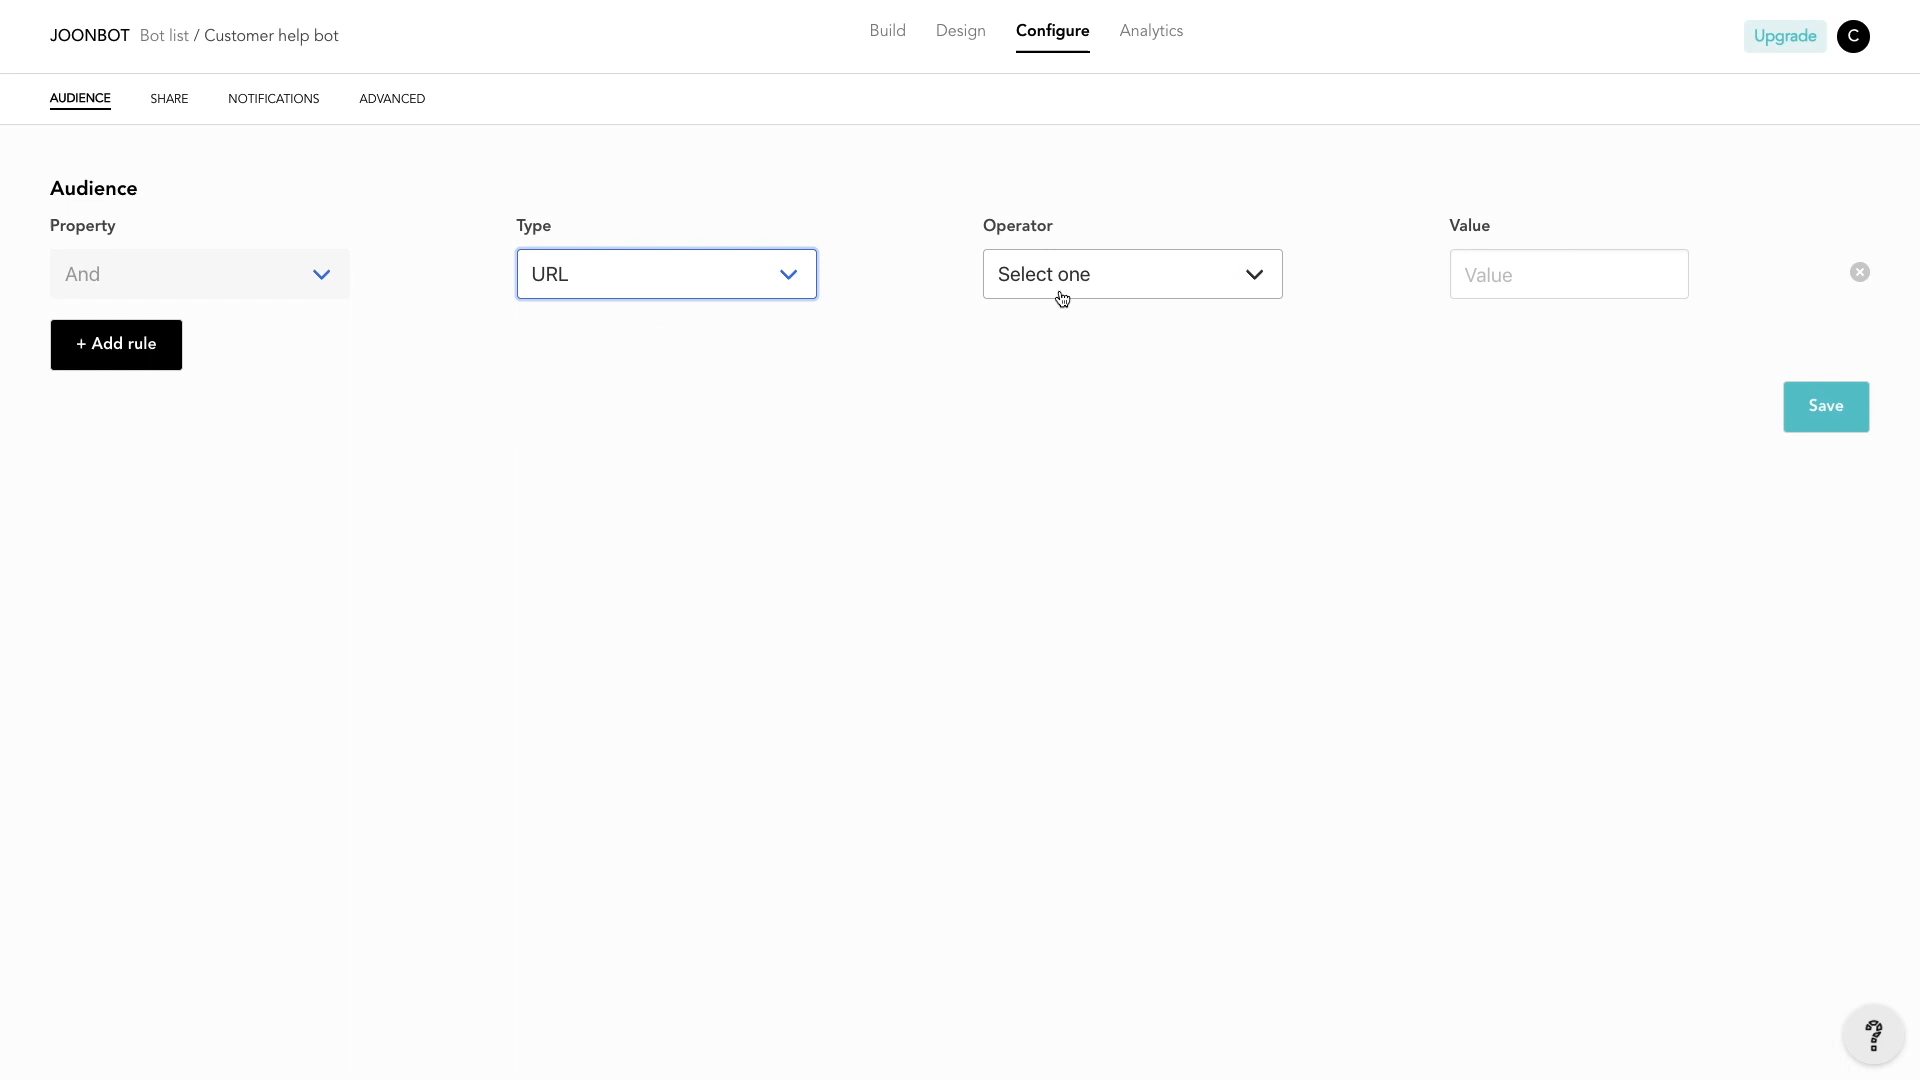 JOONBOT Bot list / Customer help bot
Build Design Configure Analytics
Upgrade C
AUDIENCE SHARE NOTIFICATIONS ADVANCED
Audience
Property Type Operator Value
And URL Select one Value
+ Add rule
Save
?